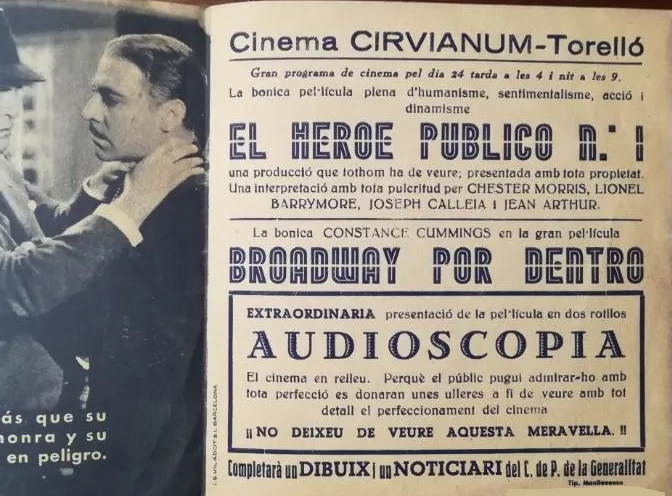 ás que su
honra y su
en peligro.
Cinema CIRVIANUM-Torelló
Gran programa de cinema pel dia 24 tarda a les 4 i nit a les 9.
La bonica pel·lícula plena d'humanisme, sentimentalisme, acció i
dinamisme
EL HEROE PUBLICO N.º 1
una producció que tothom ha de veure; presentada amb tota propietat.
Una interpretació amb tota pulcritud per CHESTER MORRIS, LIONEL
BARRYMORE, JOSEPH CALLEIA I JEAN ARTHUR.
La bonica CONSTANCE CUMMINGS en la gran pel·lícula
BROADWAY POR DENTRO
EXTRAORDINARIA presentació de la pel·lícula en dos rotllos
AUDIOSCOPIA
El cinema en relleu. Perquè el públic pugui admirar-ho amb
tota perfecció es donaran unes ulleres a fi de veure amb tot
detall el perfeccionament del cinema
¡¡ NO DEIXEU DE VEURE AQUESTA MERAVELLA. !!
Completarà un DIBUIX i un NOTICIARI del C. de P. de la Generalitat